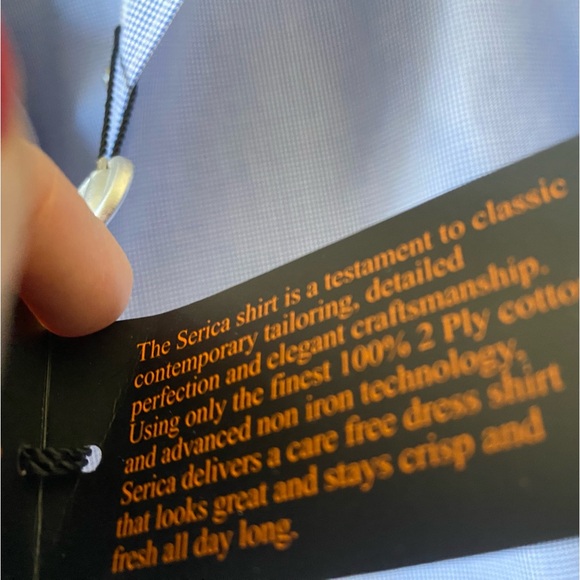 The Serica shirt is a testament to classic
contemporary tailoring, detailed
perfection and elegant craftsmanship.
Using only the finest 100% 2 Ply cotto
and advanced non iron technology,
Serica delivers a care free dress shirt
that looks great and stays crisp and
fresh all day long.